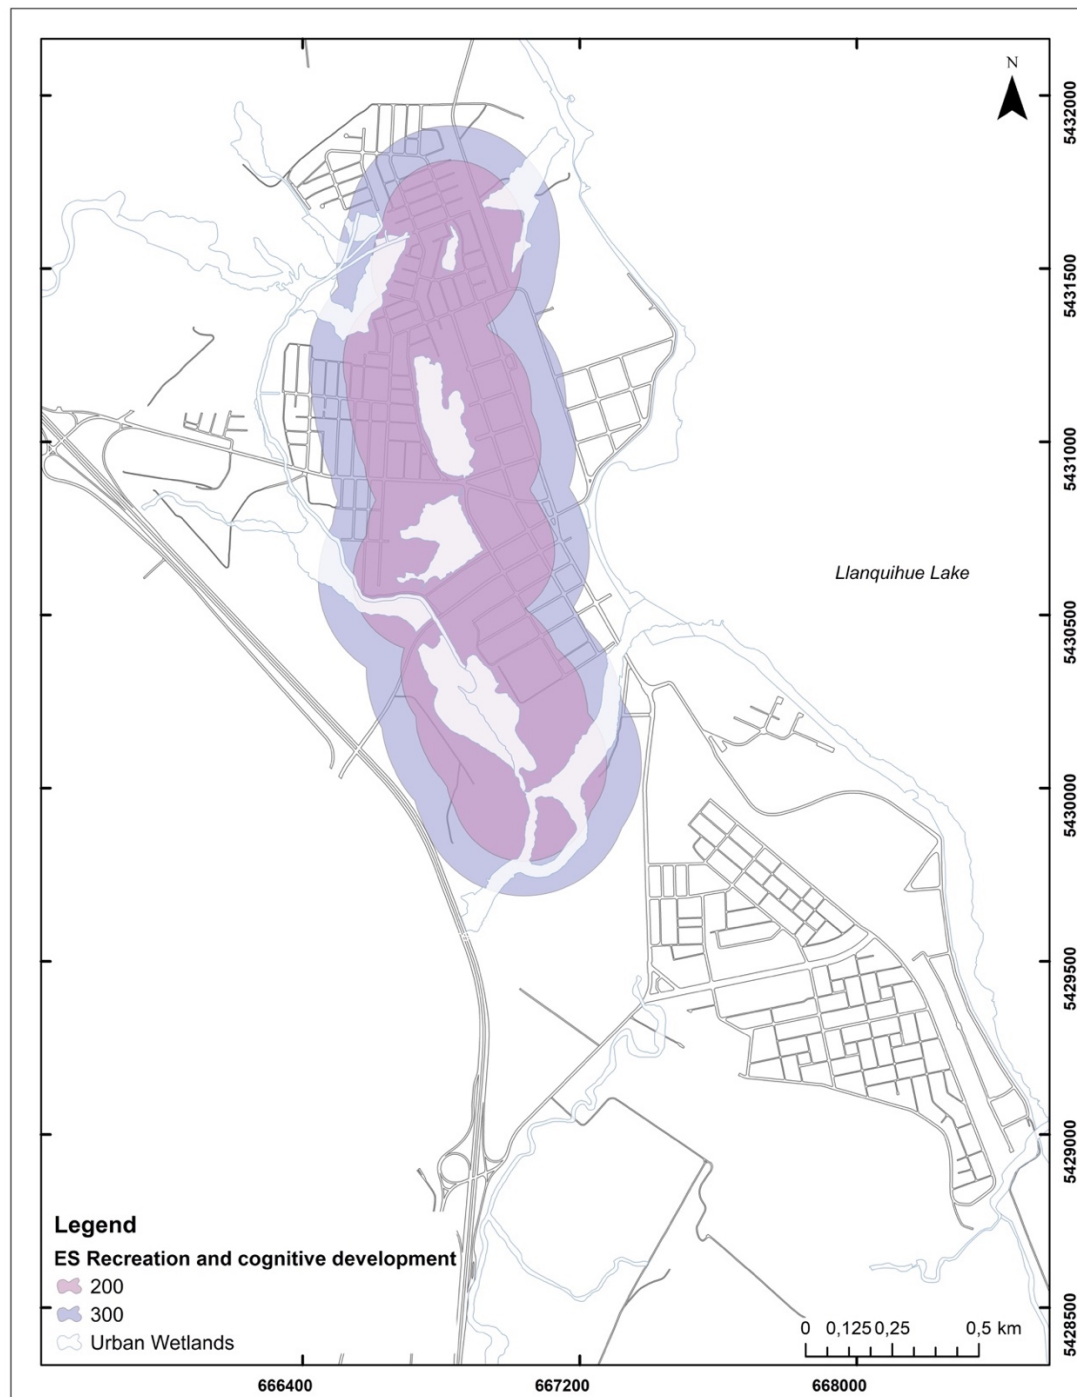 N
5432000
5431500
5431000
5430500
5430000
5429500
5429000
5428500
Llanquihue Lake
Legend
ES Recreation and cognitive development
200
300
Urban Wetlands
0 0,125 0,25 0,5 km
666400 667200 668000